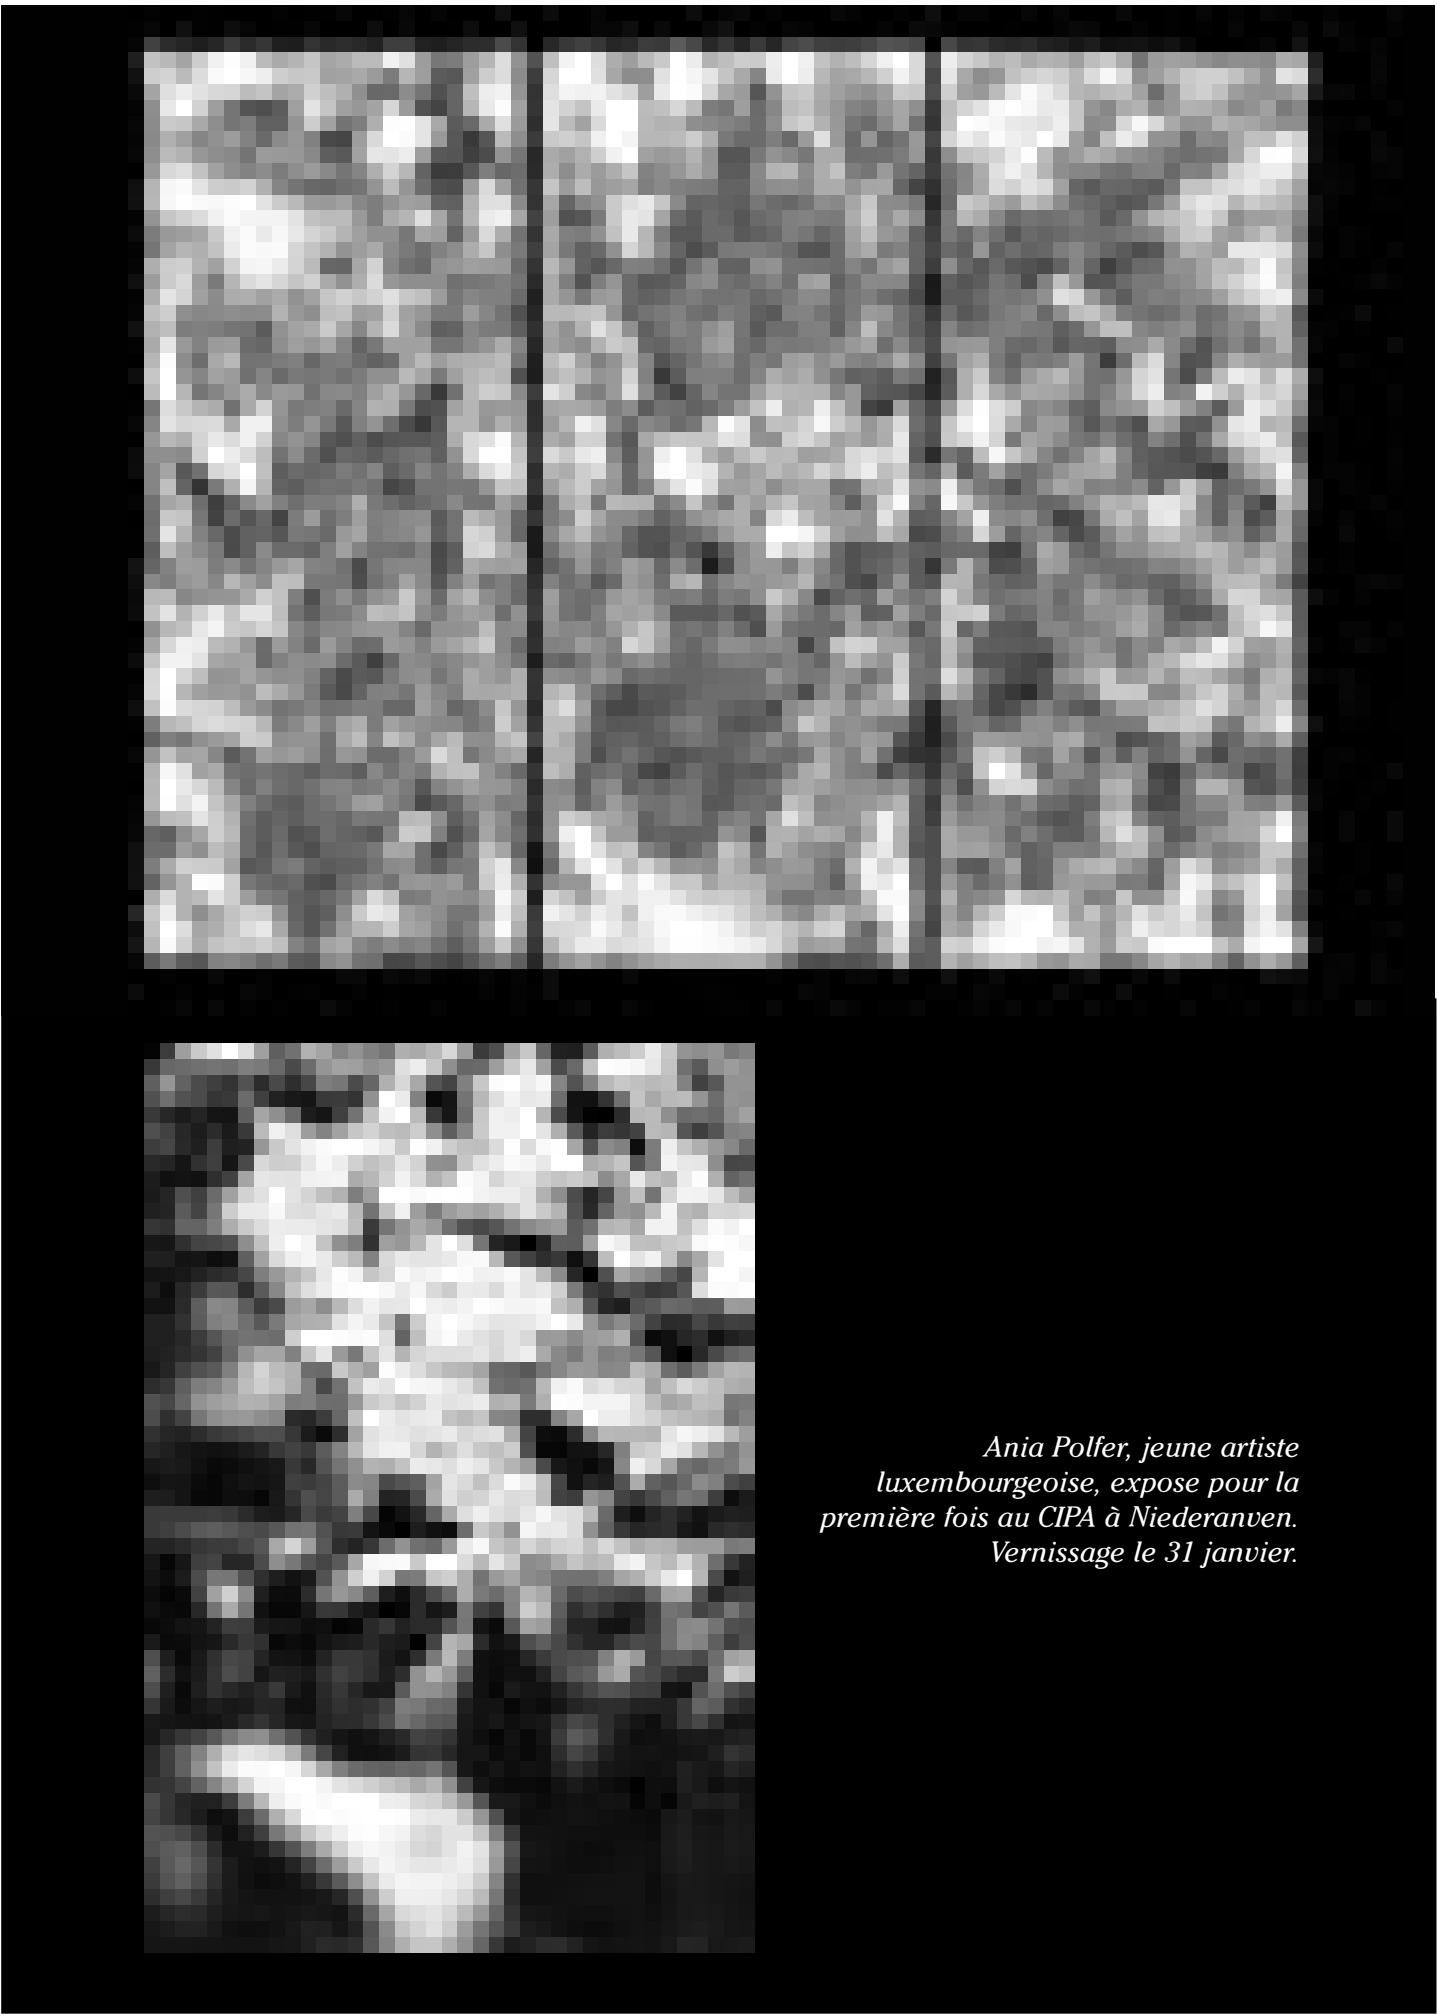 Ania Polfer, jeune artiste
luxembourgeoise, expose pour la
première fois au CIPA à Niederanven.
Vernissage le 31 janvier.